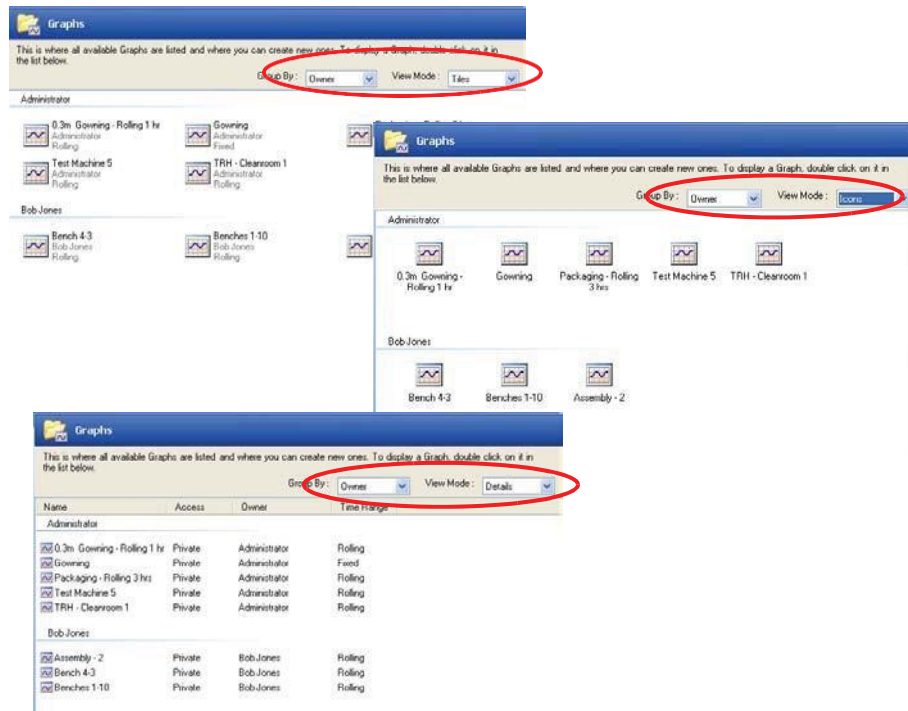 Graphs
This is where all available Graphs are listed and where you can create new ones. To display a Graph, double click on it in
the list below.
Group By : Owner View Mode : Tiles
Administrator
0.3m Gowning - Rolling 1 hr
Administrator
Rolling
Gowning
Administrator
Fixed
Test Machine 5
Administrator
Rolling
TRH - Cleanroom 1
Administrator
Rolling
Bob Jones
Bench 4-3
Bob Jones
Rolling
Benches 1-10
Bob Jones
Rolling
Graphs
This is where all available Graphs are listed and where you can create new ones. To display a Graph, double click on it in
the list below.
Group By : Owner View Mode : Icons
Administrator
0.3m Gowning -
Rolling 1 hr
Gowning
Packaging - Rolling
3 hrs
Test Machine 5
TRH - Cleanroom 1
Bob Jones
Bench 4-3
Benches 1-10
Assembly - 2
Graphs
This is where all available Graphs are listed and where you can create new ones. To display a Graph, double click on it in
the list below.
Group By : Owner View Mode : Details
Name Access Owner Time Range
Administrator
0.3m Gowning - Rolling 1 hr Private Administrator Rolling
Gowning Private Administrator Fixed
Packaging - Rolling 3 hrs Private Administrator Rolling
Test Machine 5 Private Administrator Rolling
TRH - Cleanroom 1 Private Administrator Rolling
Bob Jones
Assembly - 2 Private Bob Jones Rolling
Bench 4-3 Private Bob Jones Rolling
Benches 1-10 Private Bob Jones Rolling